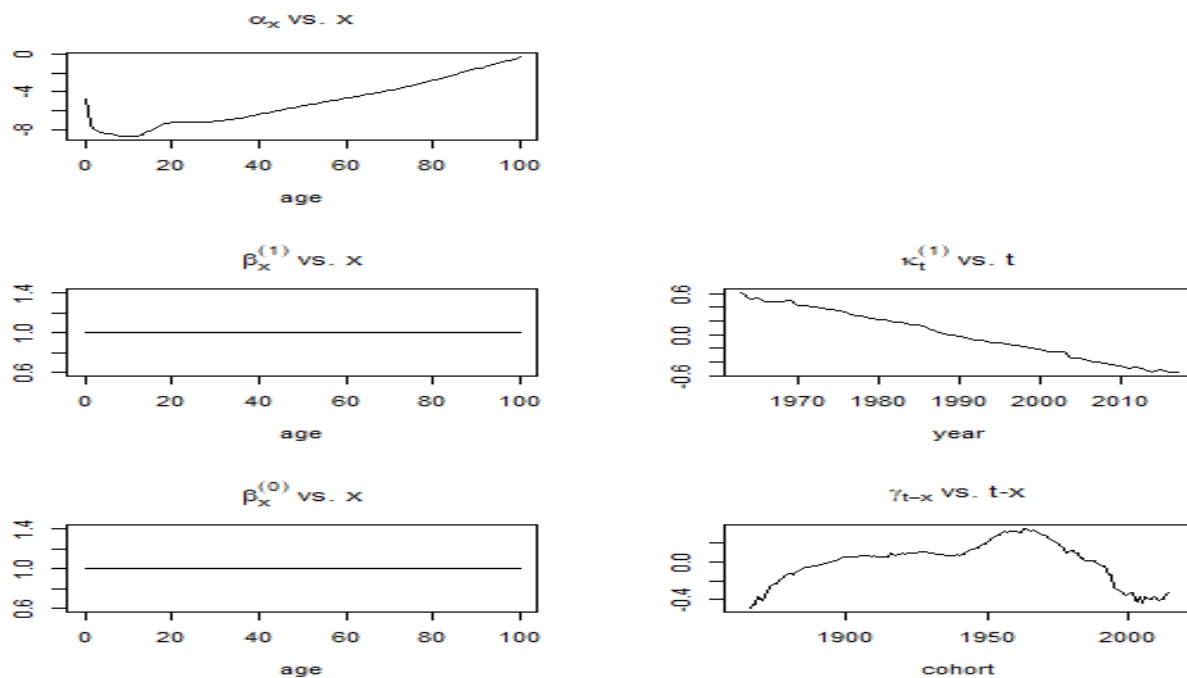 αx vs. x
0
-4
-8
0 20 40 60 80 100
age
βx(1) vs. x
1.4
1.0
0.6
0 20 40 60 80 100
age
κt(1) vs. t
0.6
0.0
-0.6
1970 1980 1990 2000 2010
year
βx(0) vs. x
1.4
1.0
0.6
0 20 40 60 80 100
age
γt−x vs. t-x
0.0
-0.4
1900 1950 2000
cohort